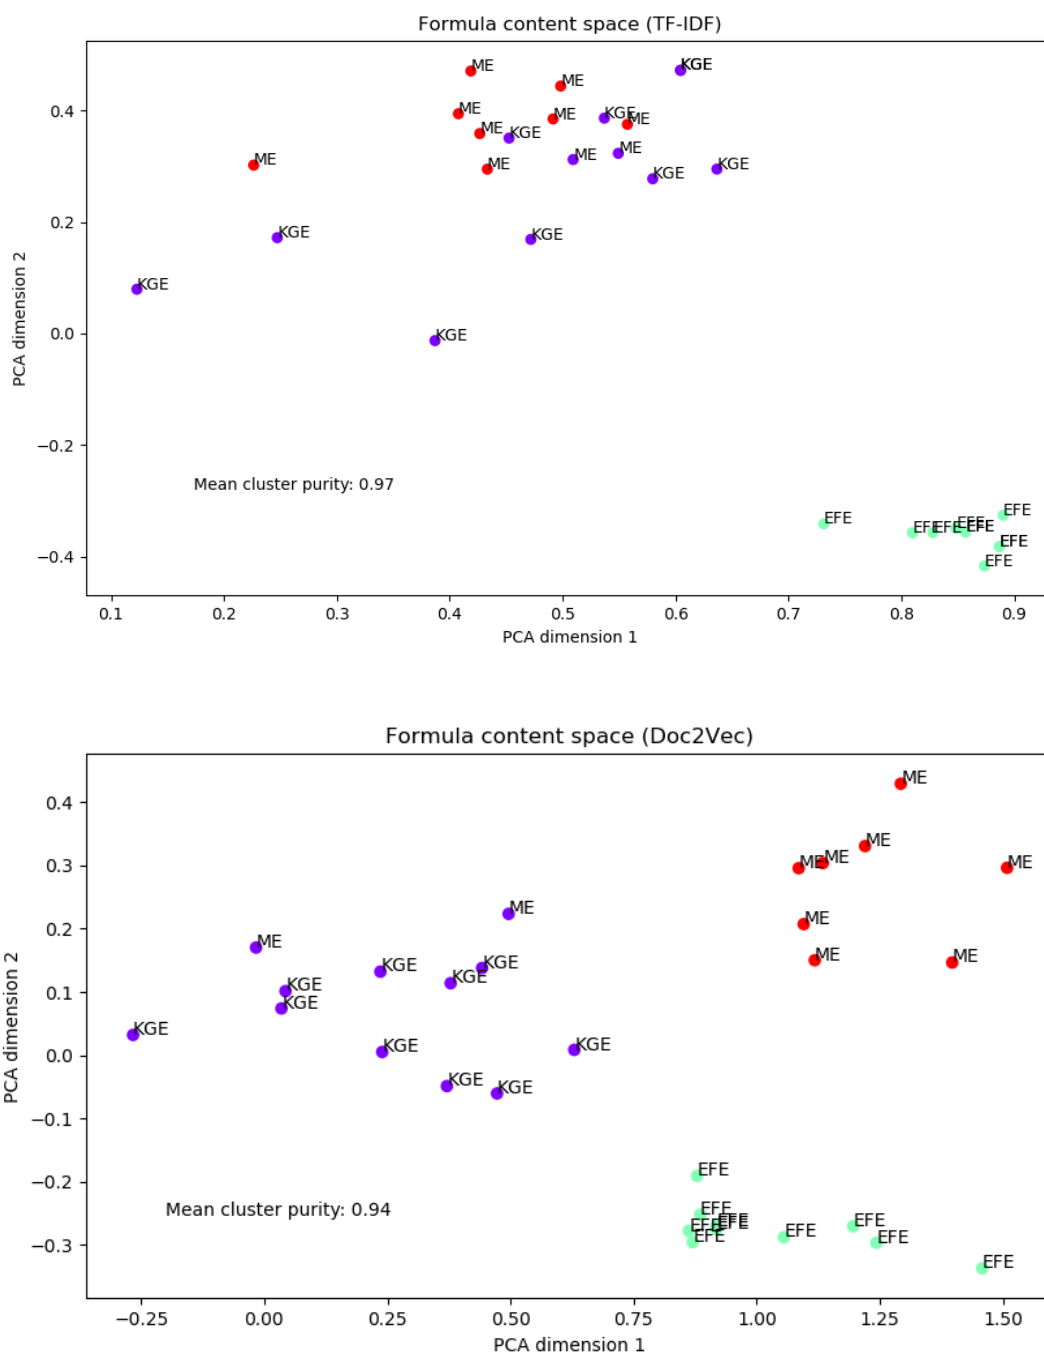 Formula content space (TF-IDF)
ME
KGE
ME
ME
ME
KGE
ME
ME
KGE
ME
ME
ME
ME
KGE
KGE
KGE
KGE
KGE
KGE
Mean cluster purity: 0.97
EFE
EFE
EFE
EFE
EFE
EFE
EFE
EFE
0.4
0.2
0.0
−0.2
−0.4
PCA dimension 2
0.1 0.2 0.3 0.4 0.5 0.6 0.7 0.8 0.9
PCA dimension 1
Formula content space (Doc2Vec)
ME
ME
ME
ME
ME
ME
ME
ME
ME
ME
KGE
KGE
KGE
KGE
KGE
KGE
KGE
KGE
KGE
KGE
EFE
EFE
EFE
EFE
EFE
EFE
EFE
EFE
EFE
EFE
Mean cluster purity: 0.94
0.4
0.3
0.2
0.1
0.0
−0.1
−0.2
−0.3
PCA dimension 2
−0.25 0.00 0.25 0.50 0.75 1.00 1.25 1.50
PCA dimension 1